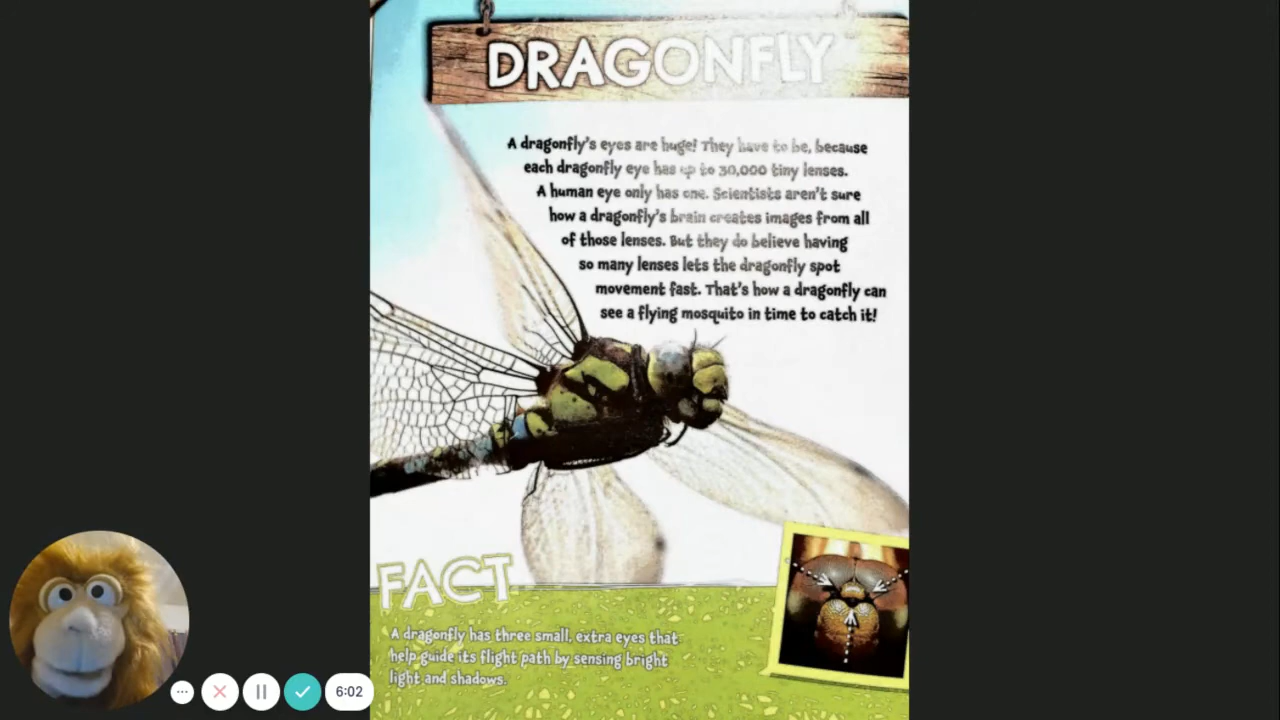 DRAGONFLY
A dragonfly's eyes are huge! They have to be, because
each dragonfly eye has up to 30,000 tiny lenses.
A human eye only has one. Scientists aren't sure
how a dragonfly's brain creates images from all
of those lenses. But they do believe having
so many lenses lets the dragonfly spot
movement fast. That's how a dragonfly can
see a flying mosquito in time to catch it!
FACT
A dragonfly has three small, extra eyes that
help guide its flight path by sensing bright
light and shadows.
6:02